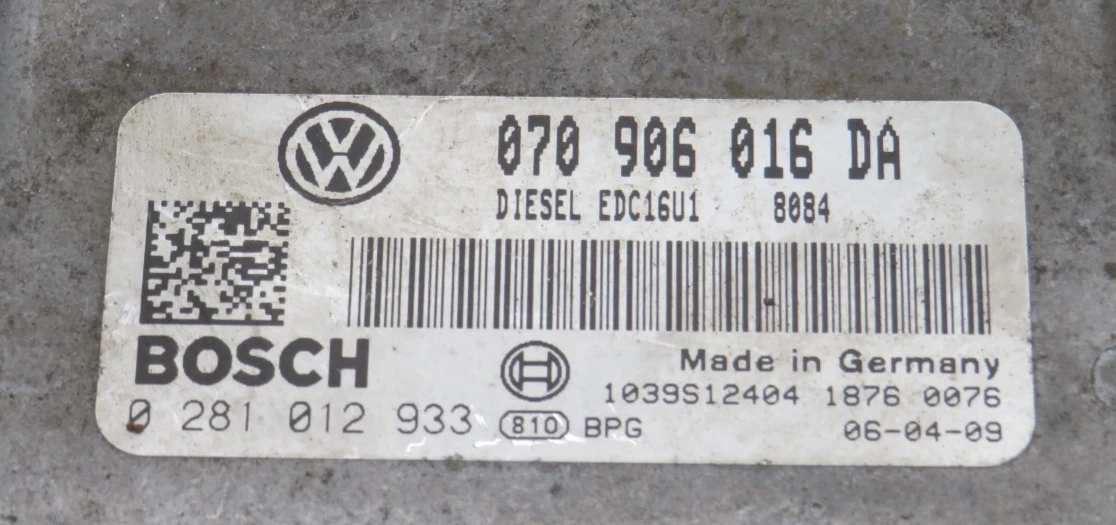 070 906 016 DA
DIESEL EDC16U1 8084
BOSCH
Made in Germany
1039S12404 1876 0076
0 281 012 933 810 BPG 06-04-09